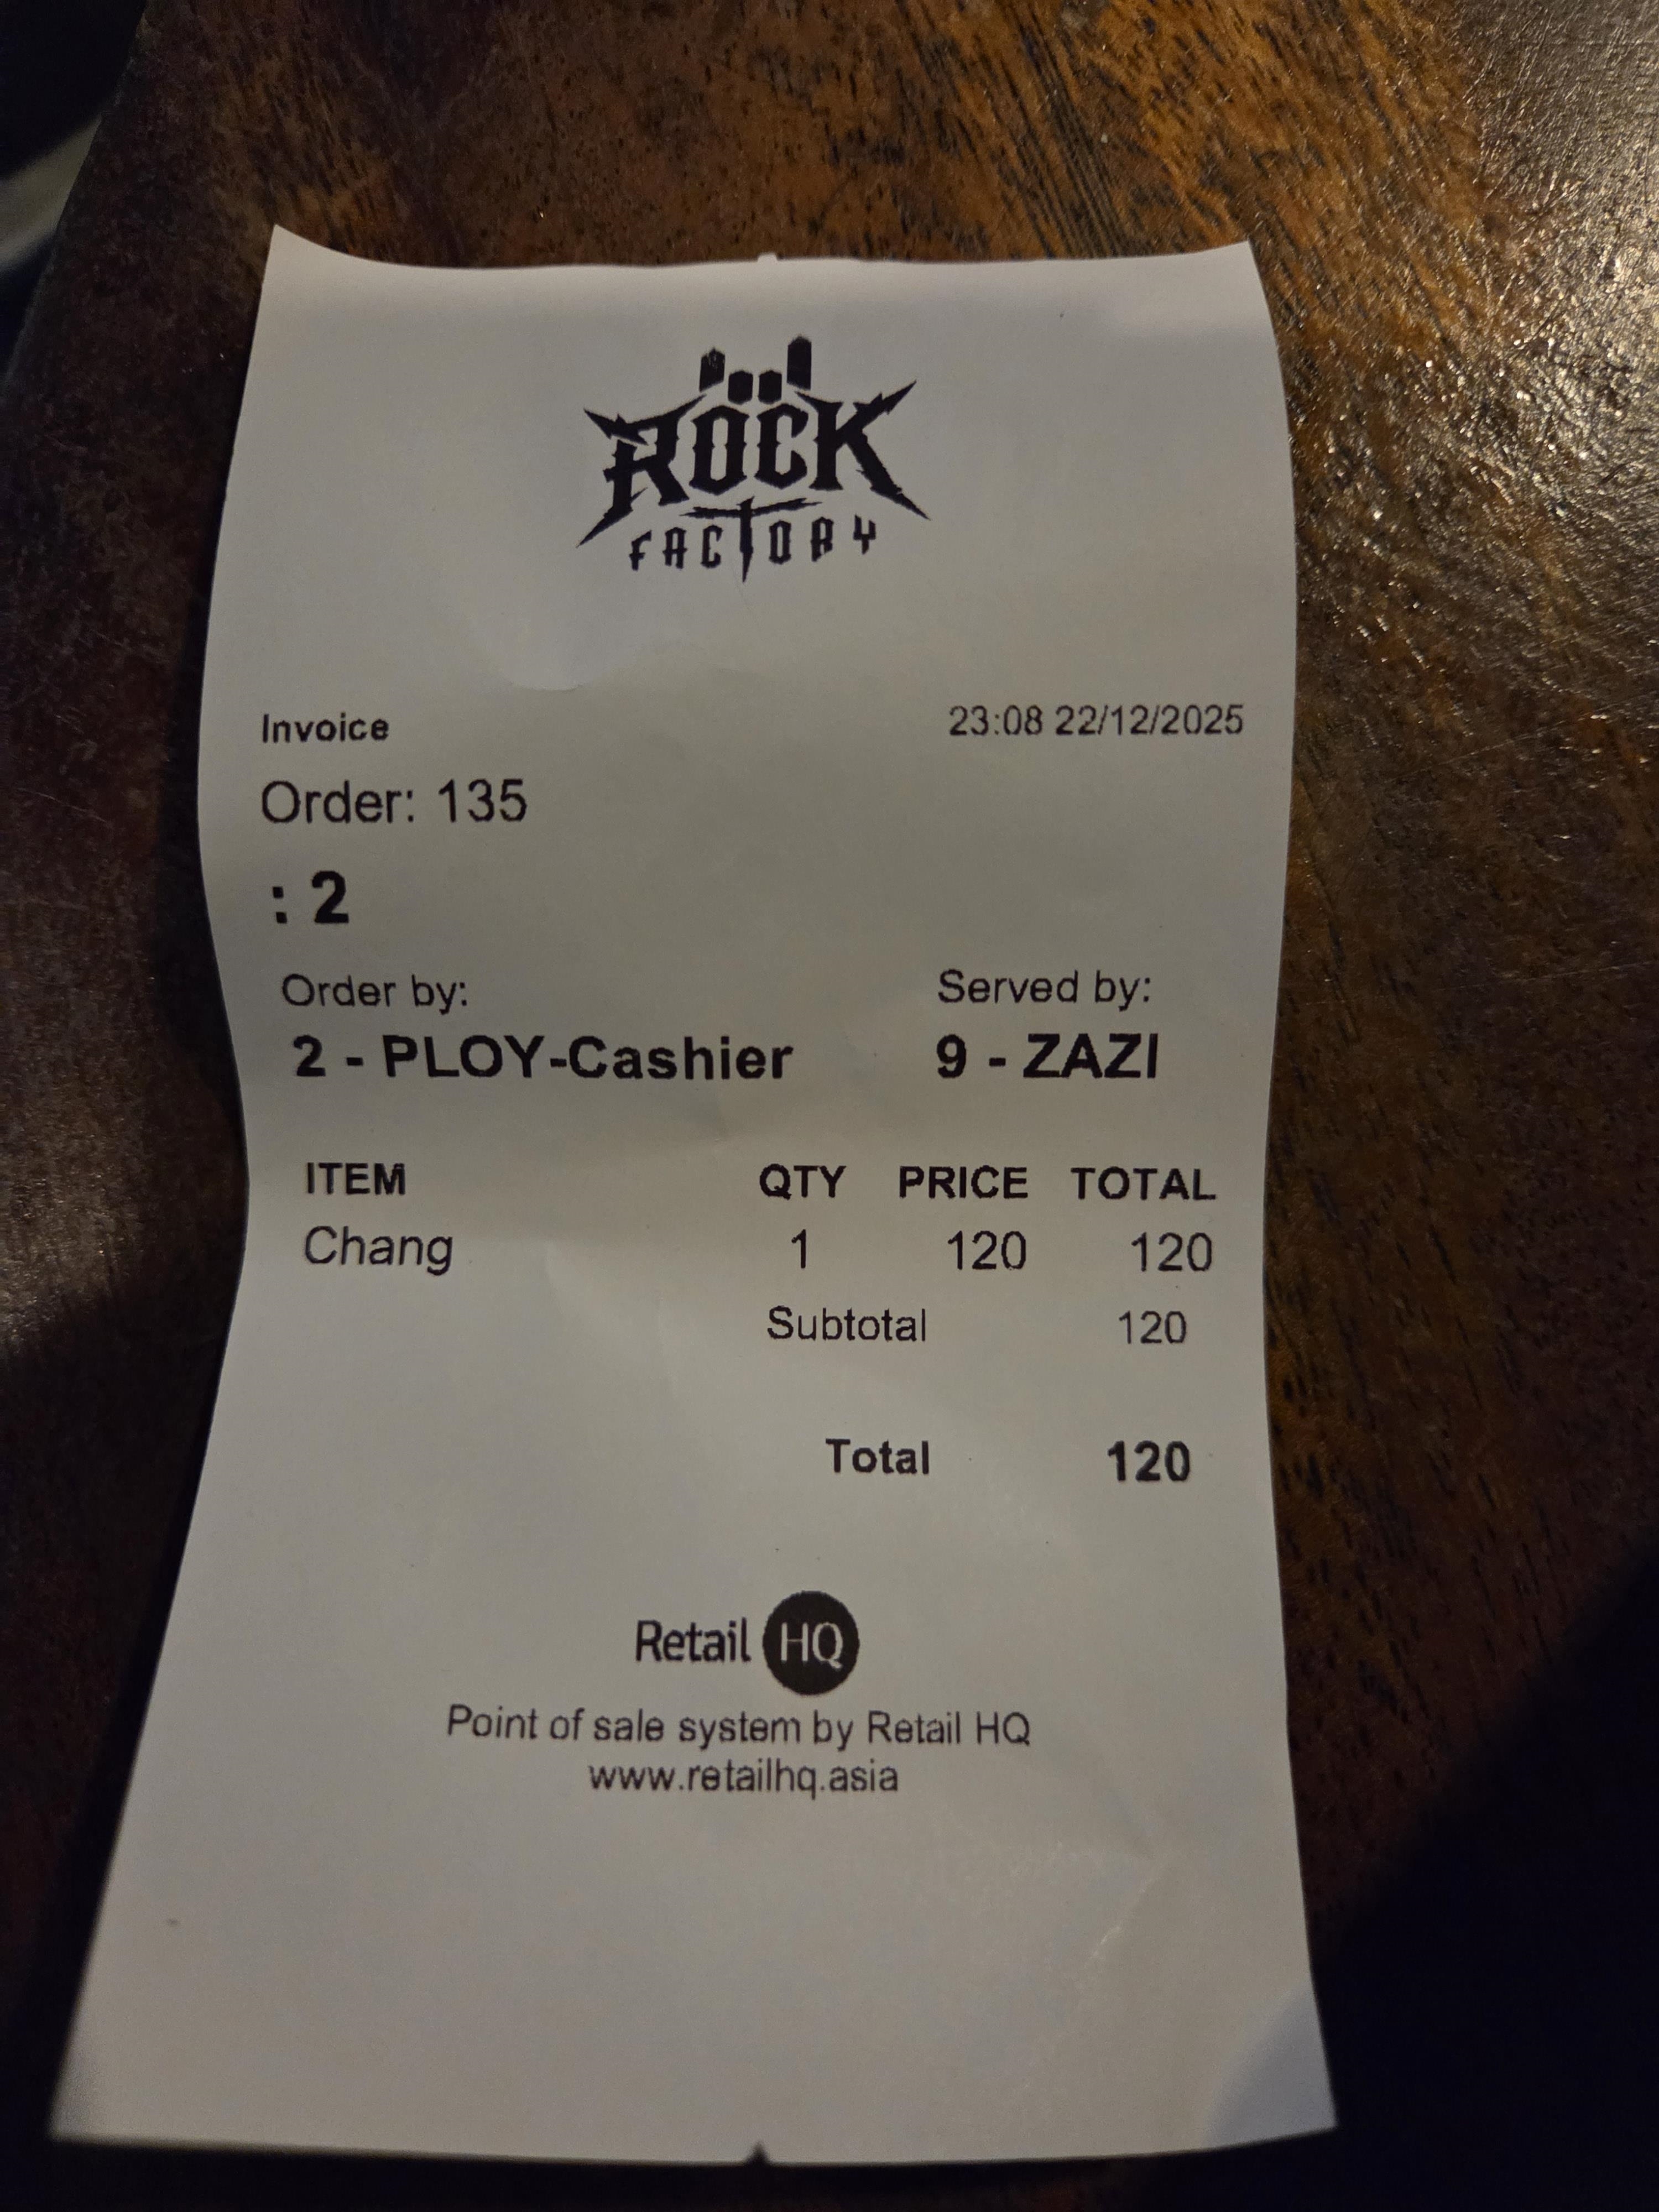 RÖCK
FACTORY
Invoice 23:08 22/12/2025
Order: 135
: 2
Order by: Served by:
2 - PLOY-Cashier 9 - ZAZI
ITEM QTY PRICE TOTAL
Chang 1 120 120
Subtotal 120
Total 120
Retail HQ
Point of sale system by Retail HQ
www.retailhq.asia